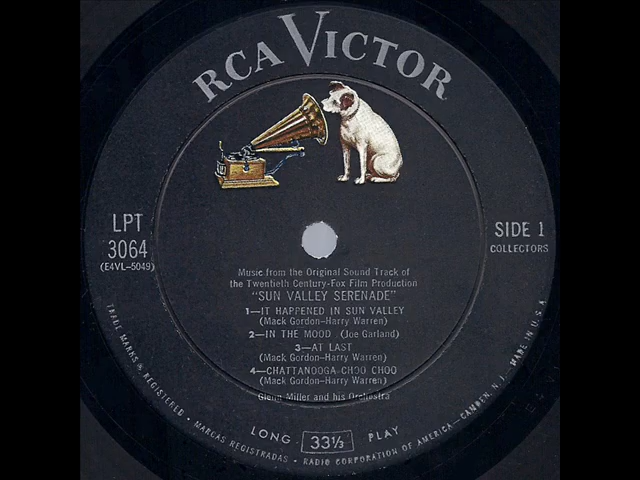 RCA VICTOR
LPT
3064
(E4VL-5049)
SIDE 1
COLLECTORS
Music from the Original Sound Track of
the Twentieth Century-Fox Film Production
"SUN VALLEY SERENADE"
1—IT HAPPENED IN SUN VALLEY
(Mack Gordon-Harry Warren)
2—IN THE MOOD (Joe Garland)
3—AT LAST
(Mack Gordon-Harry Warren)
4—CHATTANOOGA CHOO CHOO
(Mack Gordon-Harry Warren)
Glenn Miller and his Orchestra
LONG 33⅓ PLAY
TRADE MARKS ® REGISTERED • MARCAS REGISTRADAS • RADIO CORPORATION OF AMERICA—CAMDEN, N.J. MADE IN U.S.A.